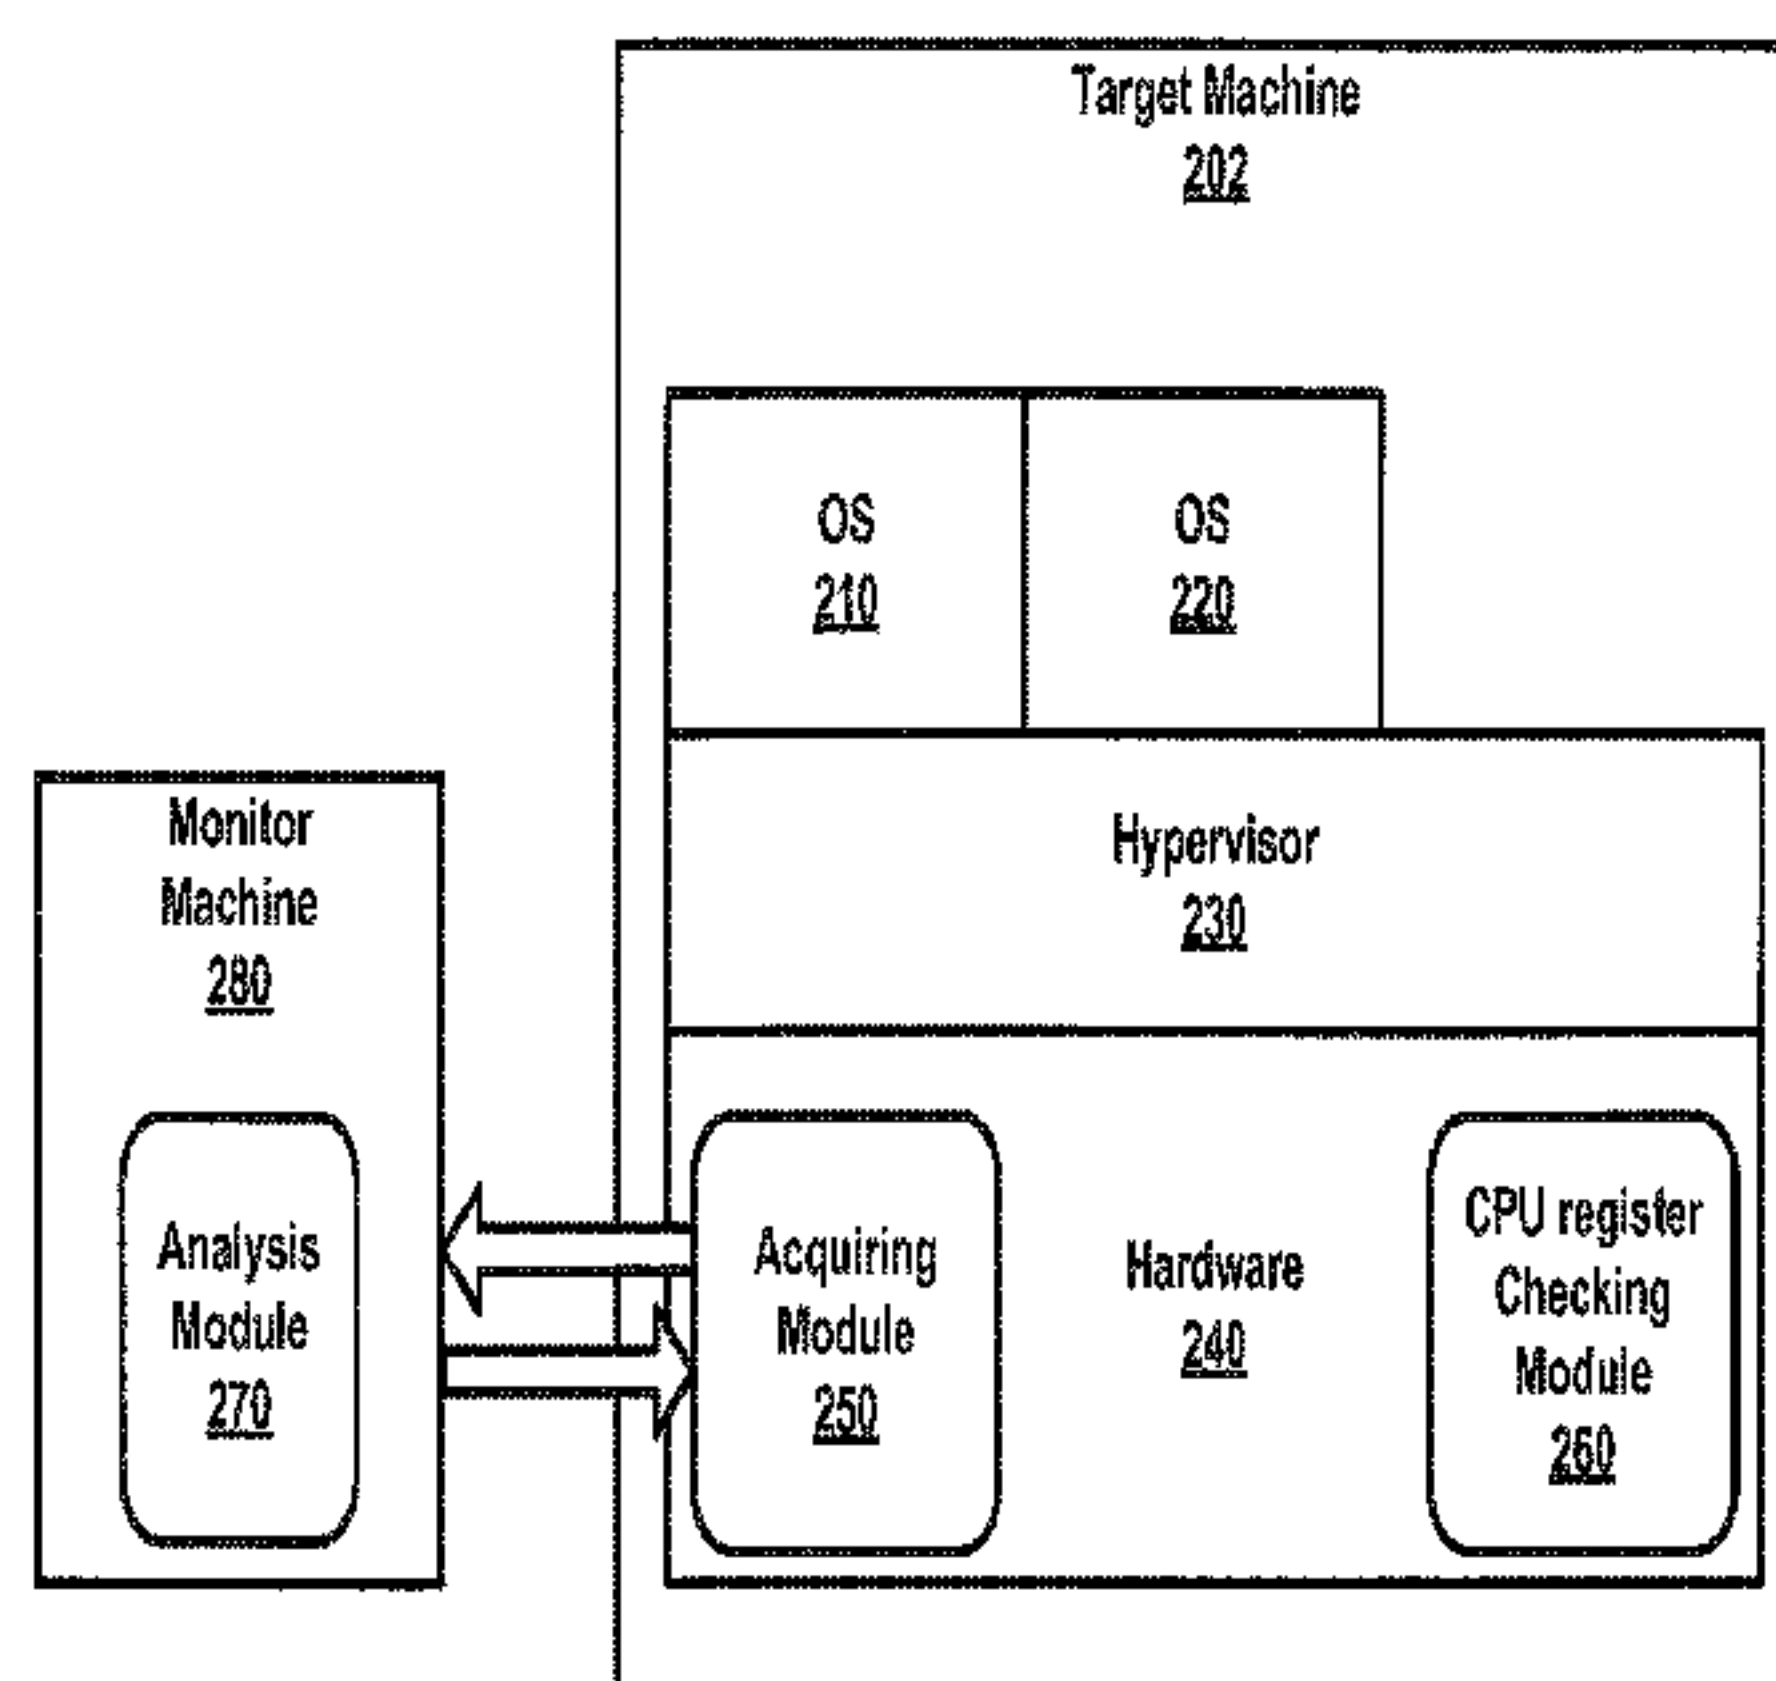 Target Machine
202
OS
210
OS
220
Hypervisor
230
Monitor
Machine
280
Analysis
Module
270
Acquiring
Module
250
Hardware
240
CPU register
Checking
Module
260